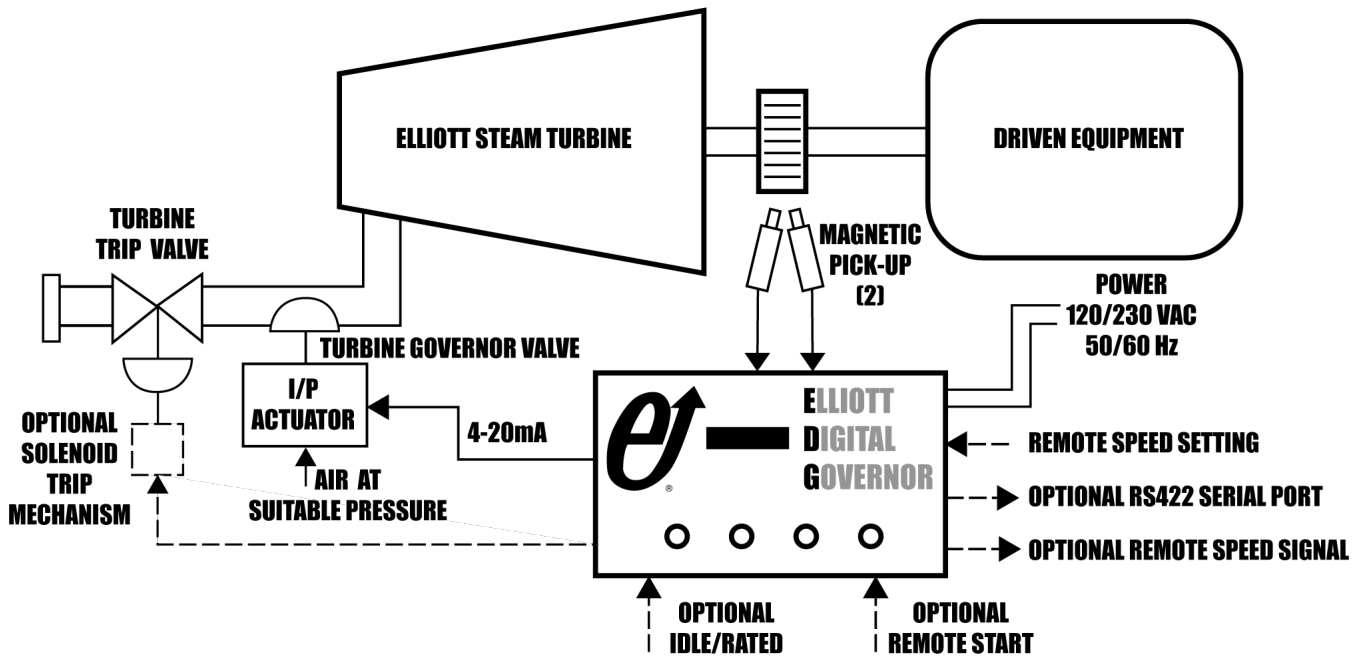 ELLIOTT STEAM TURBINE
DRIVEN EQUIPMENT
TURBINE
TRIP VALVE
MAGNETIC
PICK-UP
(2)
POWER
120/230 VAC
50/60 Hz
TURBINE GOVERNOR VALVE
I/P
ACTUATOR
OPTIONAL
SOLENOID
TRIP
MECHANISM
4-20mA
AIR AT
SUITABLE PRESSURE
e
®
ELLIOTT
DIGITAL
GOVERNOR
REMOTE SPEED SETTING
OPTIONAL RS422 SERIAL PORT
OPTIONAL REMOTE SPEED SIGNAL
OPTIONAL
IDLE/RATED
OPTIONAL
REMOTE START